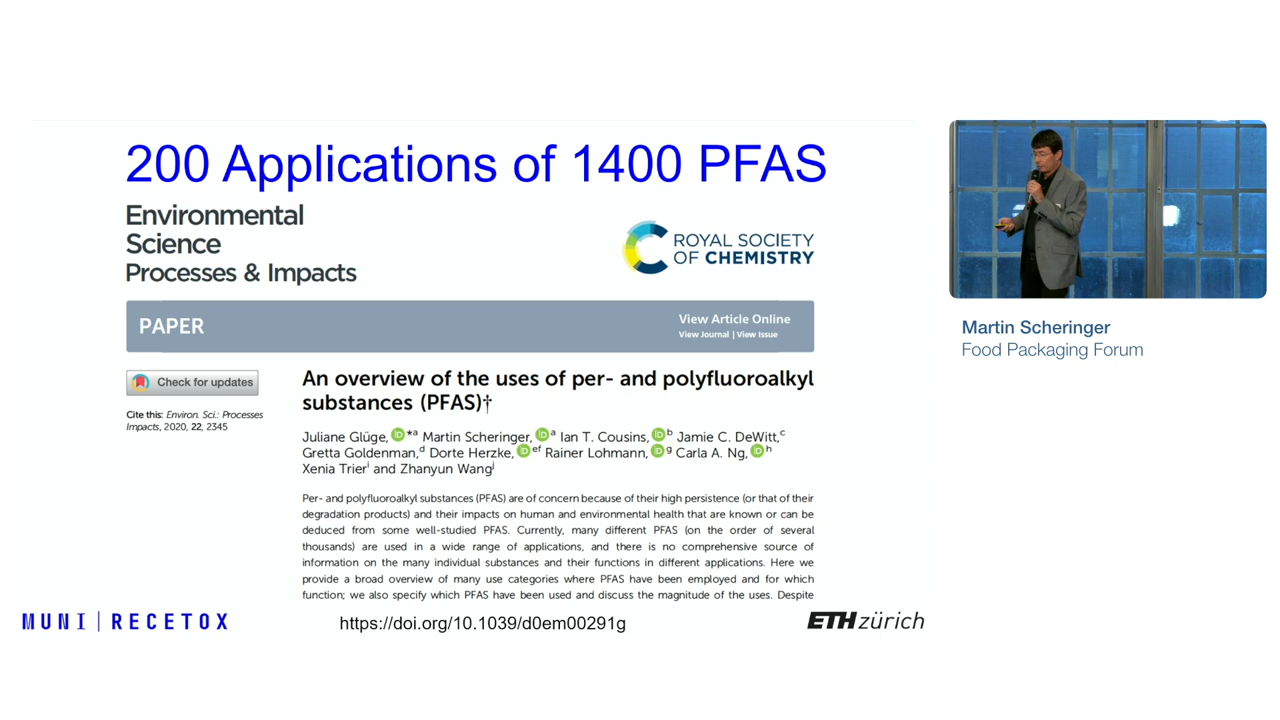 200 Applications of 1400 PFAS
Environmental
Science
Processes & Impacts
ROYAL SOCIETY
OF CHEMISTRY
PAPER
View Article Online
View Journal | View Issue
Check for updates
Cite this: Environ. Sci.: Processes
Impacts, 2020, 22, 2345
An overview of the uses of per- and polyfluoroalkyl
substances (PFAS)†
Juliane Glüge, iD *a Martin Scheringer, iD a Ian T. Cousins, iD b Jamie C. DeWitt, c
Gretta Goldenman, d Dorte Herzke, iD ef Rainer Lohmann, iD g Carla A. Ng, iD h
Xenia Trier i and Zhanyun Wang j
Per- and polyfluoroalkyl substances (PFAS) are of concern because of their high persistence (or that of their
degradation products) and their impacts on human and environmental health that are known or can be
deduced from some well-studied PFAS. Currently, many different PFAS (on the order of several
thousands) are used in a wide range of applications, and there is no comprehensive source of
information on the many individual substances and their functions in different applications. Here we
provide a broad overview of many use categories where PFAS have been employed and for which
function; we also specify which PFAS have been used and discuss the magnitude of the uses. Despite
MUNI | RECETOX
https://doi.org/10.1039/d0em00291g
ETH zürich
Martin Scheringer
Food Packaging Forum